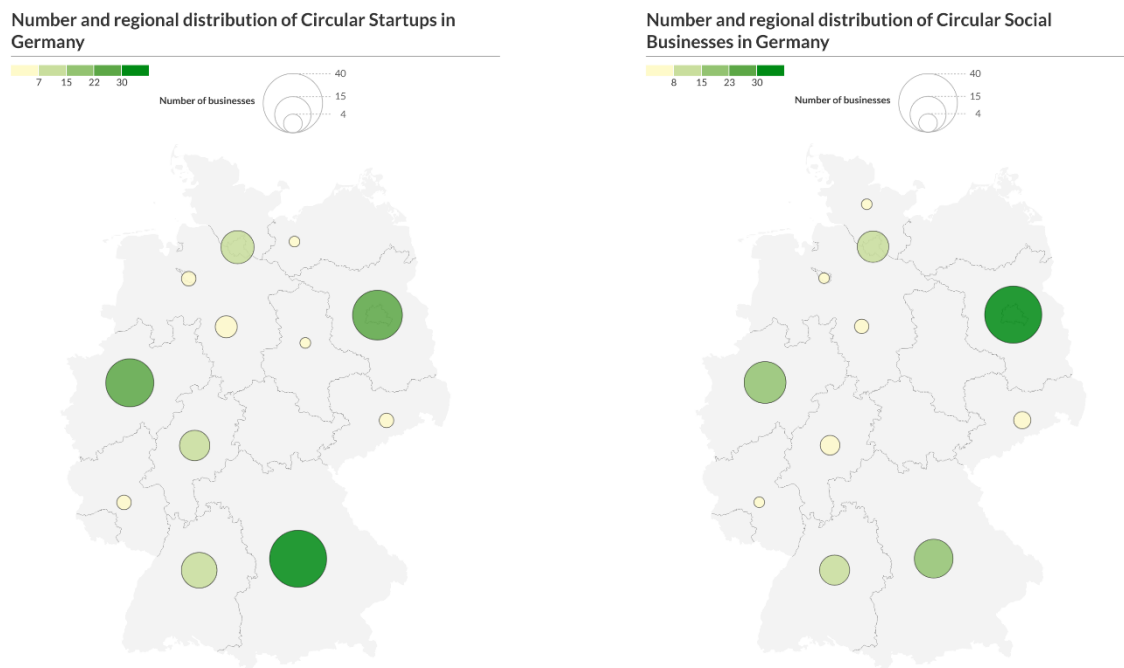 Number and regional distribution of Circular Startups in
Germany
7 15 22 30
Number of businesses
40
15
4
Number and regional distribution of Circular Social
Businesses in Germany
8 15 23 30
Number of businesses
40
15
4